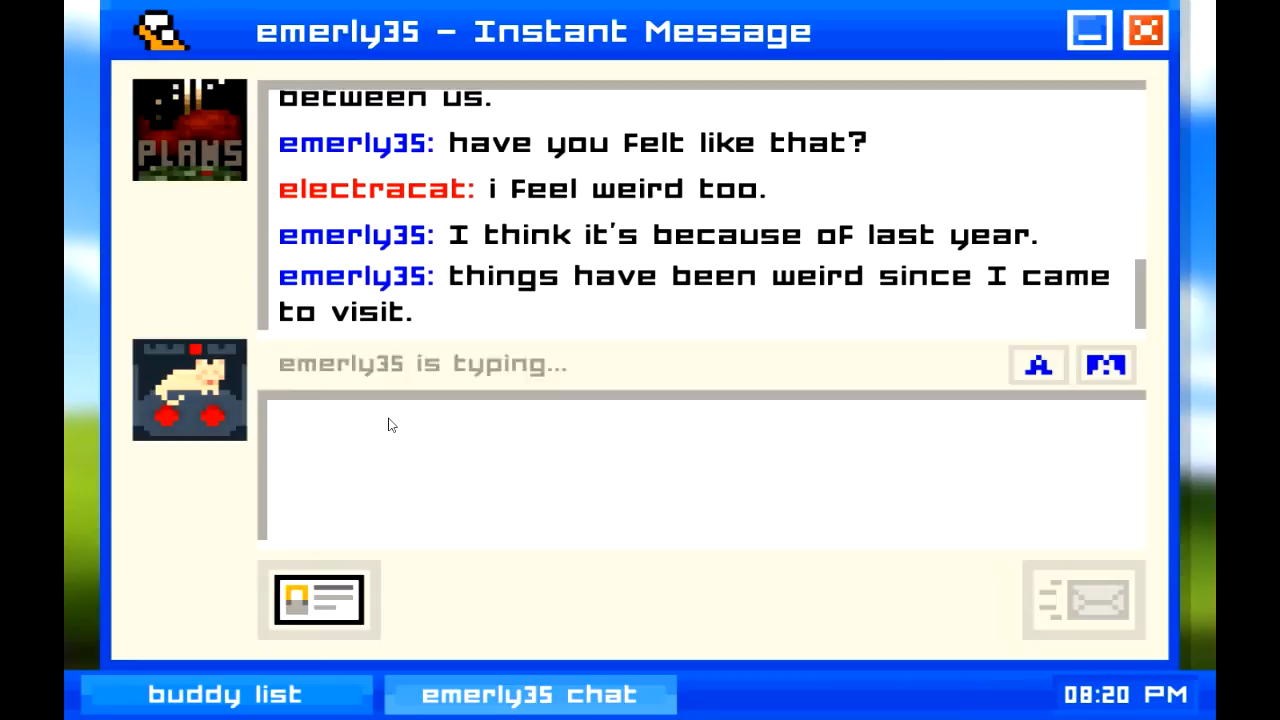 emerly35 - Instant Message
between us.
emerly35: have you felt like that?
electracat: i feel weird too.
emerly35: I think it's because of last year.
emerly35: things have been weird since I came
to visit.
PLANS
emerly35 is typing...
A
buddy list
emerly35 chat
08:20 PM